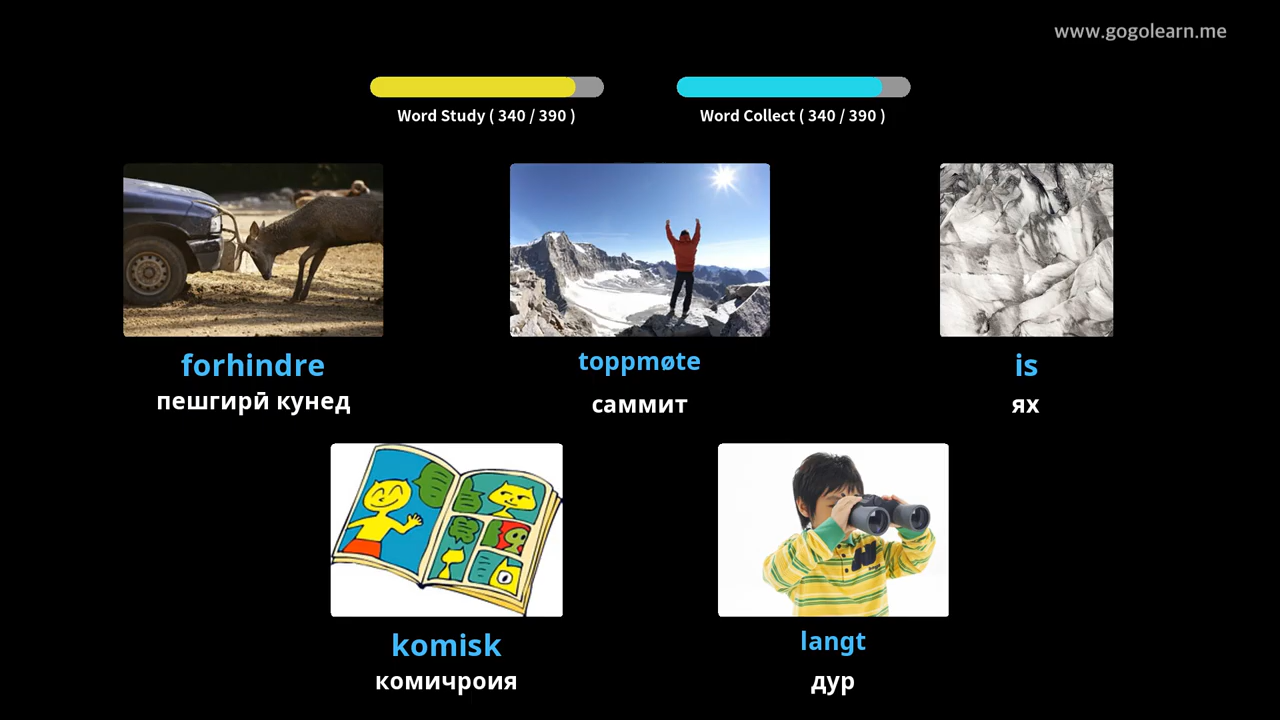 www.gogolearn.me
Word Study ( 340 / 390 )
Word Collect ( 340 / 390 )
forhindre
пешгирӣ кунед
toppmøte
саммит
is
ях
komisk
комичроия
langt
дур